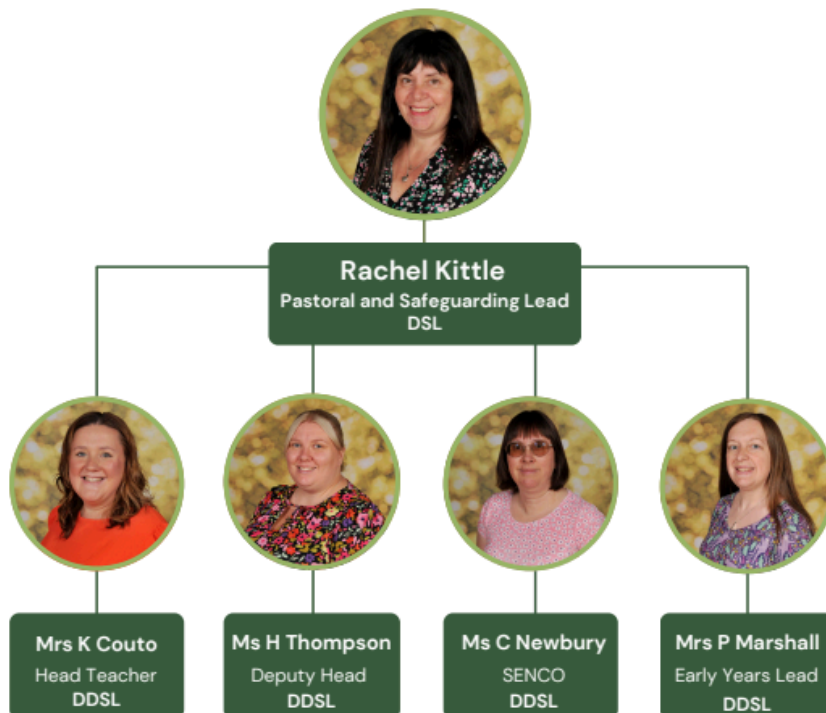 Rachel Kittle
Pastoral and Safeguarding Lead
DSL
Mrs K Couto
Head Teacher
DDSL
Ms H Thompson
Deputy Head
DDSL
Ms C Newbury
SENCO
DDSL
Mrs P Marshall
Early Years Lead
DDSL